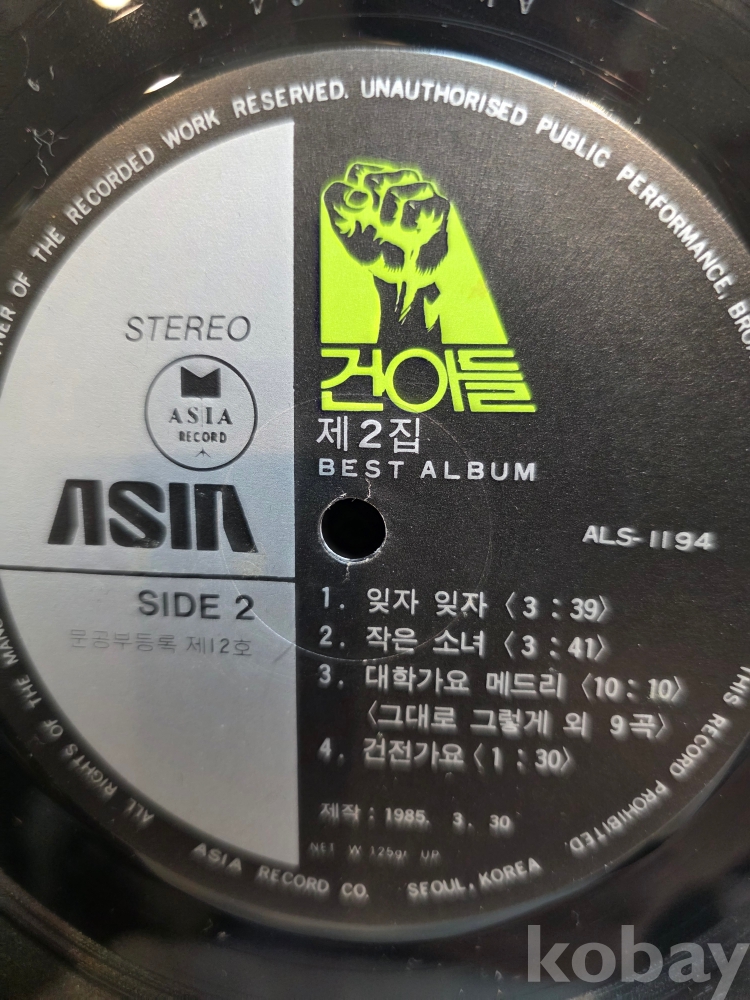 ALL RIGHTS OF THE MANU
NER OF THE RECORDED WORK RESERVED. UNAUTHORISED PUBLIC PERFORMANCE, BRO
THIS RECORD PROHIBITED.
STEREO
ASIA
RECORD
ASIA
SIDE 2
문공부등록 제12호
건아들
제2집
BEST ALBUM
ALS-1194
1. 잊자 잊자 〈3 : 39〉
2. 작은 소녀 〈3 : 41〉
3. 대학가요 메드리 〈10 : 10〉
〈그대로 그렇게 외 9곡〉
4. 건전가요 〈1 : 30〉
제작 : 1985. 3. 30
NET W 125gr UP
ASIA RECORD CO. SEOUL, KOREA
kobay